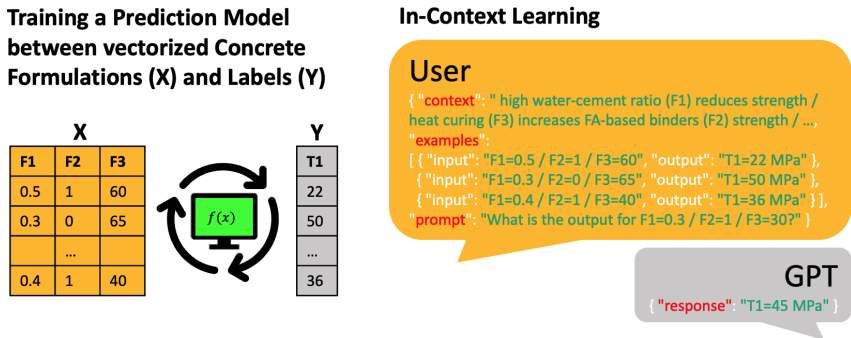 Training a Prediction Model
between vectorized Concrete
Formulations (X) and Labels (Y)
X
Y
F1 F2 F3
T1
0.5 1 60
22
0.3 0 65
50
...
...
0.4 1 40
36
f(x)
In-Context Learning
User
{ "context": " high water-cement ratio (F1) reduces strength /
heat curing (F3) increases FA-based binders (F2) strength / …,
"examples":
[ { "input": "F1=0.5 / F2=1 / F3=60", "output": "T1=22 MPa" },
{ "input": "F1=0.3 / F2=0 / F3=65", "output": "T1=50 MPa" },
{ "input": "F1=0.4 / F2=1 / F3=40", "output": "T1=36 MPa" } ],
"prompt": "What is the output for F1=0.3 / F2=1 / F3=30?" }
GPT
{ "response": "T1=45 MPa" }